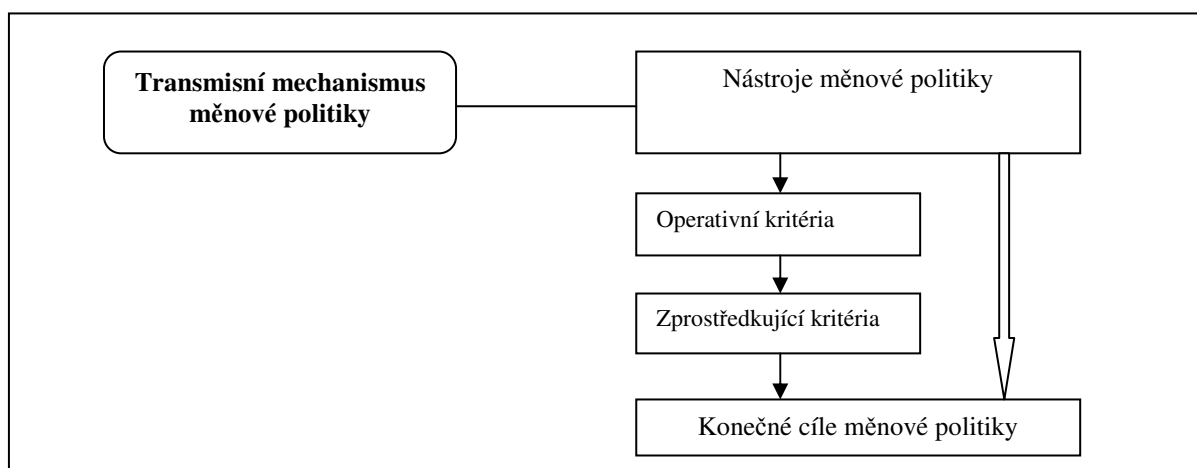 Transmisní mechanismus
měnové politiky
Nástroje měnové politiky
Operativní kritéria
Zprostředkující kritéria
Konečné cíle měnové politiky